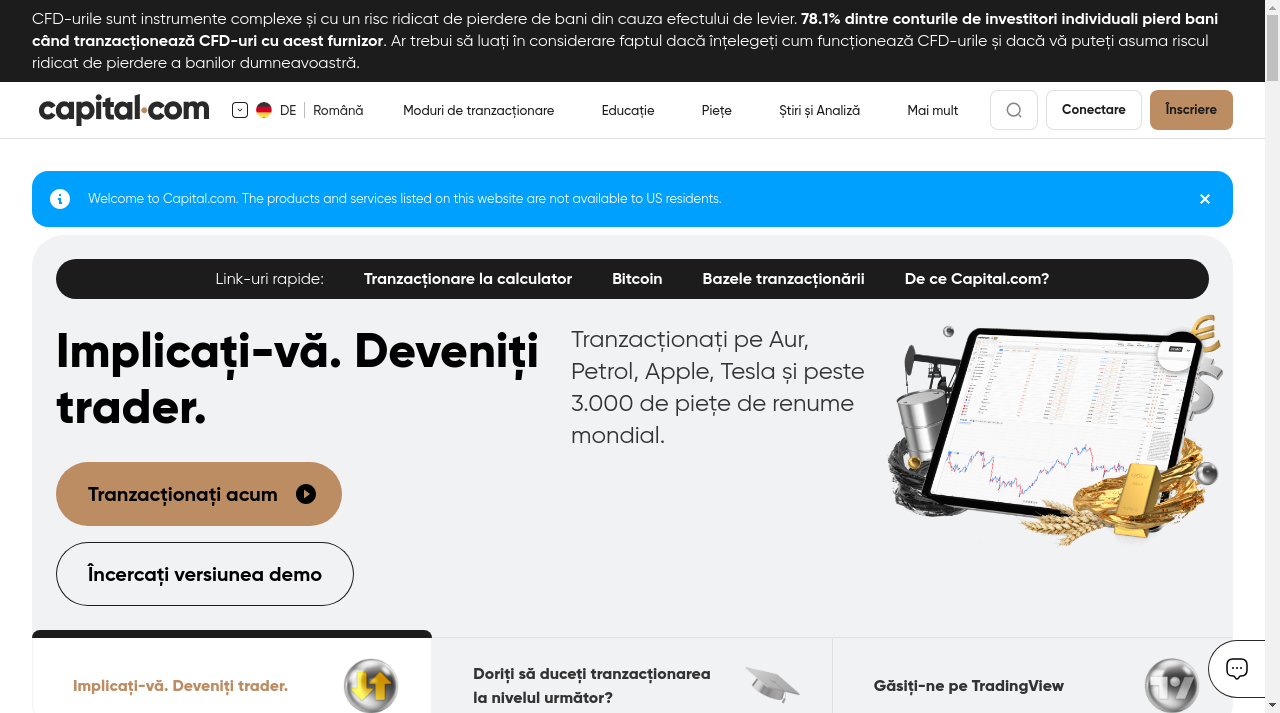 CFD-urile sunt instrumente complexe și cu un risc ridicat de pierdere de bani din cauza efectului de levier. 78.1% dintre conturile de investitori individuali pierd bani
când tranzacționează CFD-uri cu acest furnizor. Ar trebui să luați în considerare faptul dacă înțelegeți cum funcționează CFD-urile și dacă vă puteți asuma riscul
ridicat de pierdere a banilor dumneavoastră.
capital.com DE Română Moduri de tranzacționare Educație Piețe Știri și Analiză Mai mult Conectare Înscriere
Welcome to Capital.com. The products and services listed on this website are not available to US residents.
Link-uri rapide: Tranzacționare la calculator Bitcoin Bazele tranzacționării De ce Capital.com?
Implicați-vă. Deveniți
trader.
Tranzacționați pe Aur,
Petrol, Apple, Tesla și peste
3.000 de piețe de renume
mondial.
Tranzacționați acum
Încercați versiunea demo
Implicați-vă. Deveniți trader.
Doriți să duceți tranzacționarea
la nivelul următor?
Găsiți-ne pe TradingView